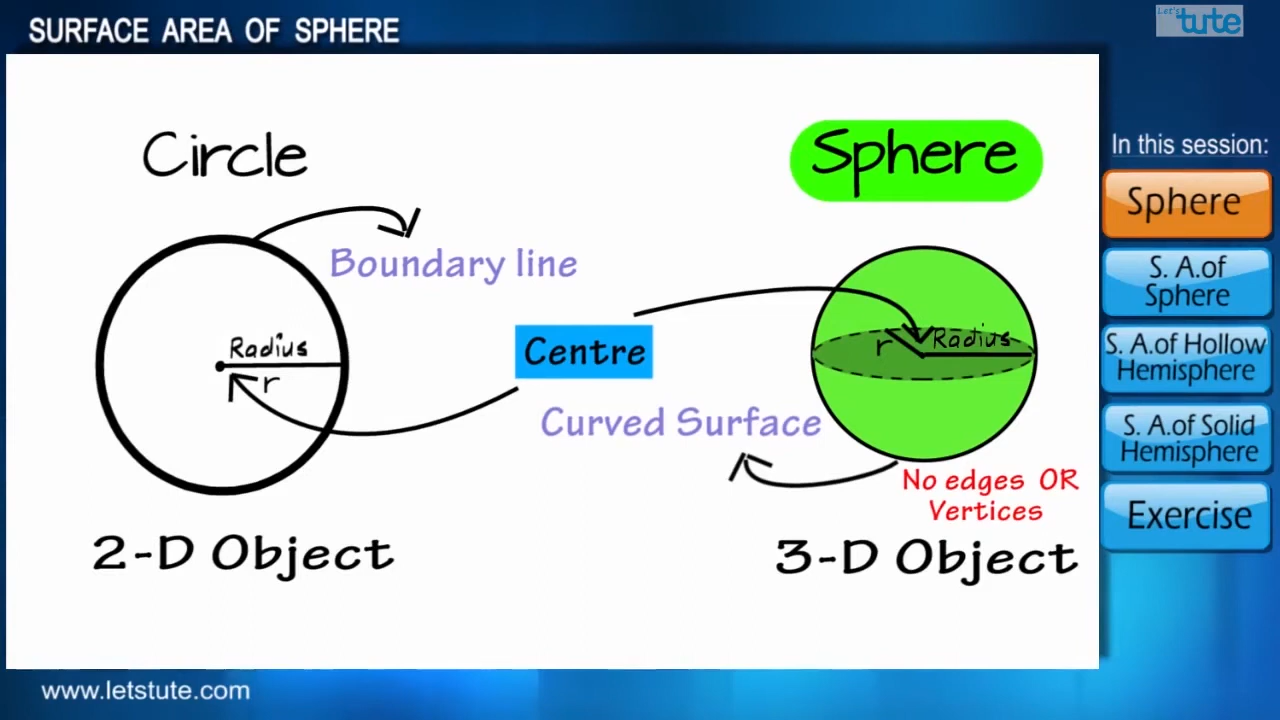 SURFACE AREA OF SPHERE
Let's
tute
Circle
Sphere
Boundary line
Radius
r
Centre
Radius
r
Curved Surface
No edges OR
Vertices
2-D Object
3-D Object
In this session:
Sphere
S. A.of
Sphere
S. A.of Hollow
Hemisphere
S. A.of Solid
Hemisphere
Exercise
www.letstute.com